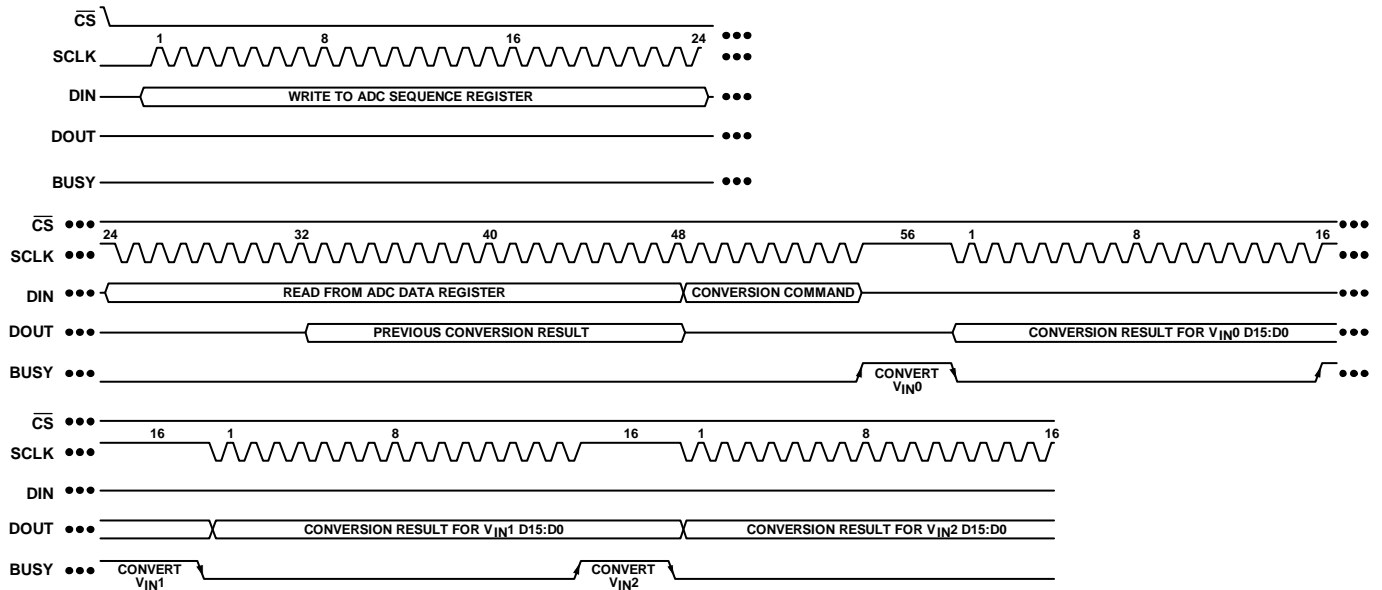 CS
1 8 16 24 •••
SCLK •••
DIN WRITE TO ADC SEQUENCE REGISTER •••
DOUT •••
BUSY •••
CS ••• •••
24 32 40 48 56 1 8 16
SCLK ••• •••
DIN ••• READ FROM ADC DATA REGISTER CONVERSION COMMAND •••
DOUT ••• PREVIOUS CONVERSION RESULT CONVERSION RESULT FOR VIN0 D15:D0 •••
BUSY ••• CONVERT VIN0 •••
CS •••
16 1 8 16 1 8 16
SCLK •••
DIN •••
DOUT ••• CONVERSION RESULT FOR VIN1 D15:D0 CONVERSION RESULT FOR VIN2 D15:D0
BUSY ••• CONVERT VIN1 CONVERT VIN2